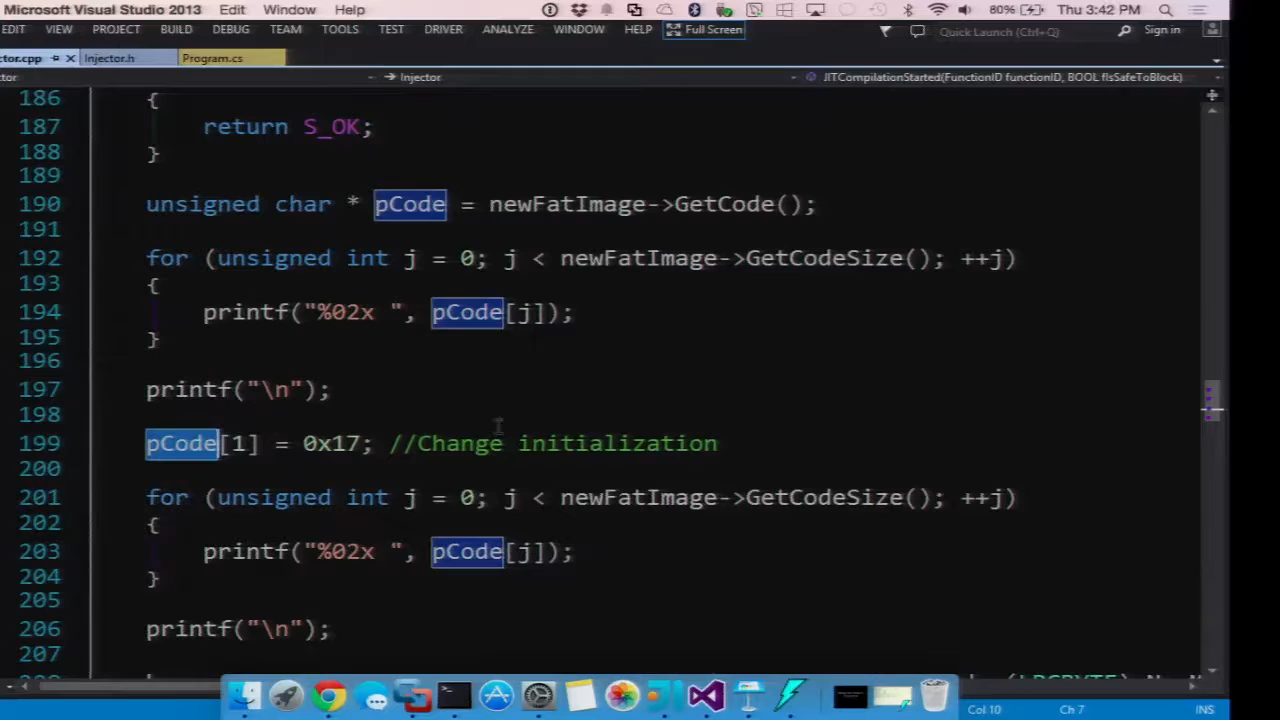 Microsoft Visual Studio 2013 Edit Window Help 80% Thu 3:42 PM
EDIT VIEW PROJECT BUILD DEBUG TEAM TOOLS TEST DRIVER ANALYZE WINDOW HELP Full Screen Quick Launch (Ctrl+Q) Sign in
tor.cpp Injector.h Program.cs
tor Injector JITCompilationStarted(FunctionID functionID, BOOL fIsSafeToBlock)
186 {
187 return S_OK;
188 }
189
190 unsigned char * pCode = newFatImage->GetCode();
191
192 for (unsigned int j = 0; j < newFatImage->GetCodeSize(); ++j)
193 {
194 printf("%02x ", pCode[j]);
195 }
196
197 printf("\n");
198
199 pCode[1] = 0x17; //Change initialization
200
201 for (unsigned int j = 0; j < newFatImage->GetCodeSize(); ++j)
202 {
203 printf("%02x ", pCode[j]);
204 }
205
206 printf("\n");
207
Col 10 Ch 7 INS